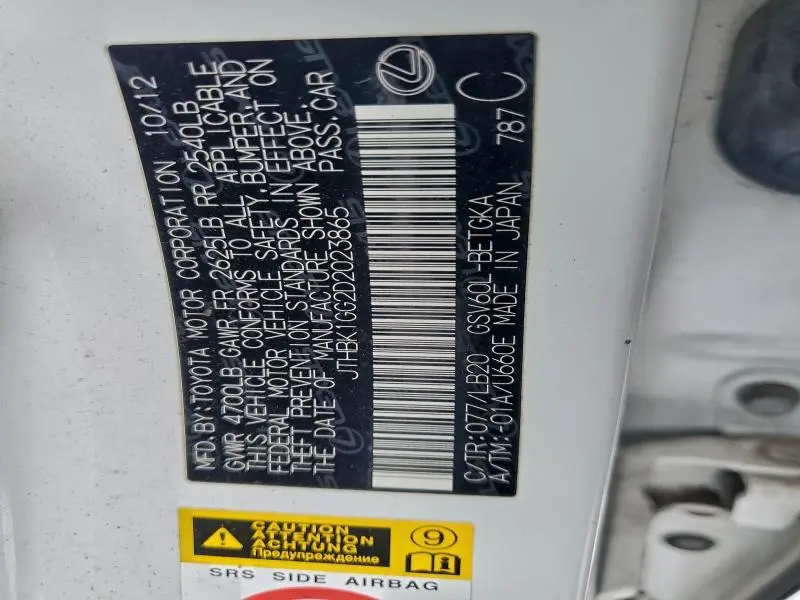 MFD.BY:TOYOTA MOTOR CORPORATION 10/12
GVWR 4700LB GAWR FR 2625LB RR 2540LB
THIS VEHICLE CONFORMS TO ALL APPLICABLE
FEDERAL MOTOR VEHICLE SAFETY,BUMPER,AND
THEFT PREVENTION STANDARDS IN EFFECT ON
THE DATE OF MANUFACTURE SHOWN ABOVE.
JTHBK1GG2D2023865 PASS.CAR
C/TR:077/LB20 GSV60L-BETGKA
A/TM:-01A/U660E MADE IN JAPAN 787 C
CAUTION
ATTENTION
ACHTUNG
Предупреждение
9
SRS SIDE AIRBAG